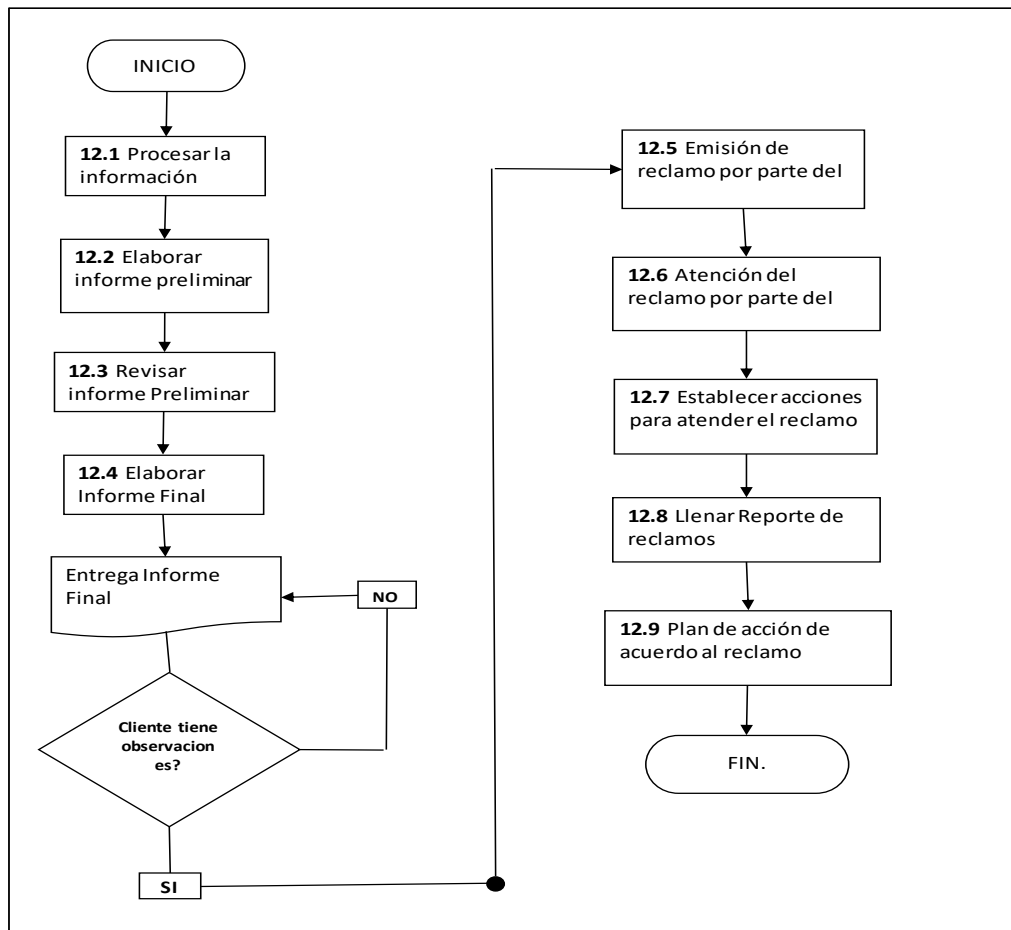 INICIO
12.1 Procesar la
información
12.2 Elaborar
informe preliminar
12.3 Revisar
informe Preliminar
12.4 Elaborar
Informe Final
Entrega Informe
Final
NO
Cliente tiene
observacion
es?
SI
12.5 Emisión de
reclamo por parte del
12.6 Atención del
reclamo por parte del
12.7 Establecer acciones
para atender el reclamo
12.8 Llenar Reporte de
reclamos
12.9 Plan de acción de
acuerdo al reclamo
FIN.